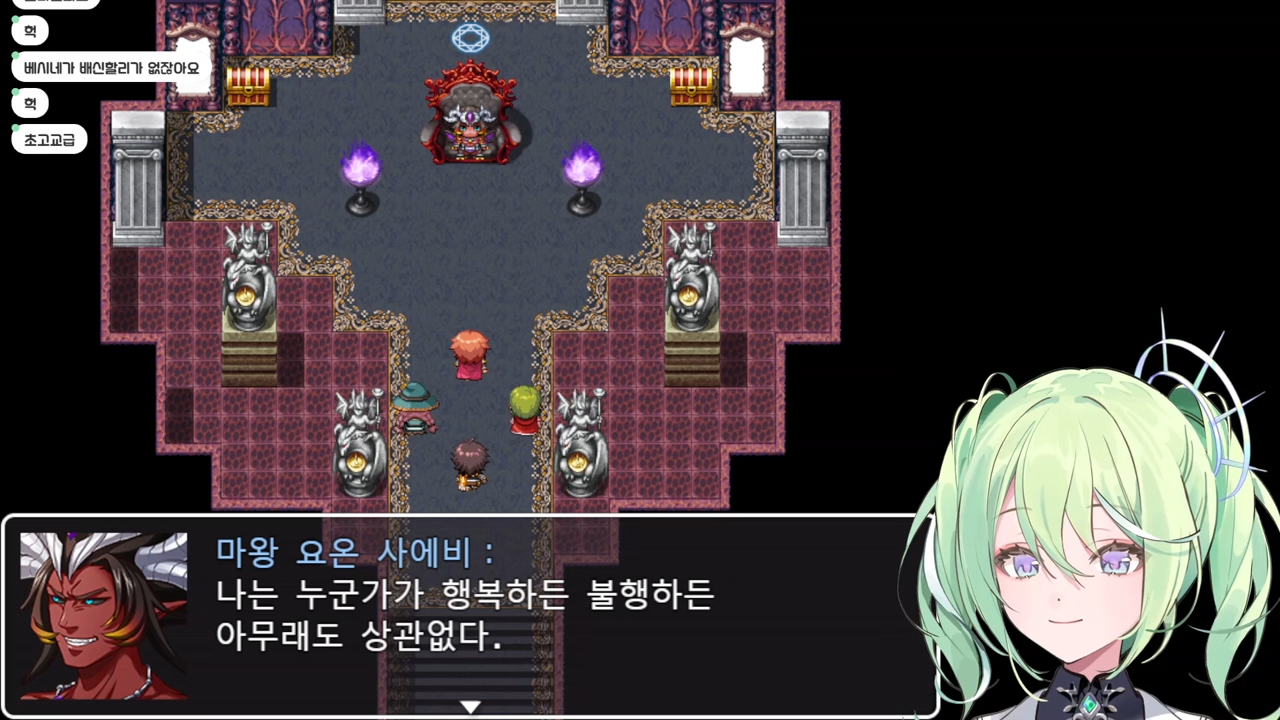 헉
베시네가 배신할리가 없잖아요
헉
초고교급
마왕 요온 사에비 :
나는 누군가가 행복하든 불행하든
아무래도 상관없다.